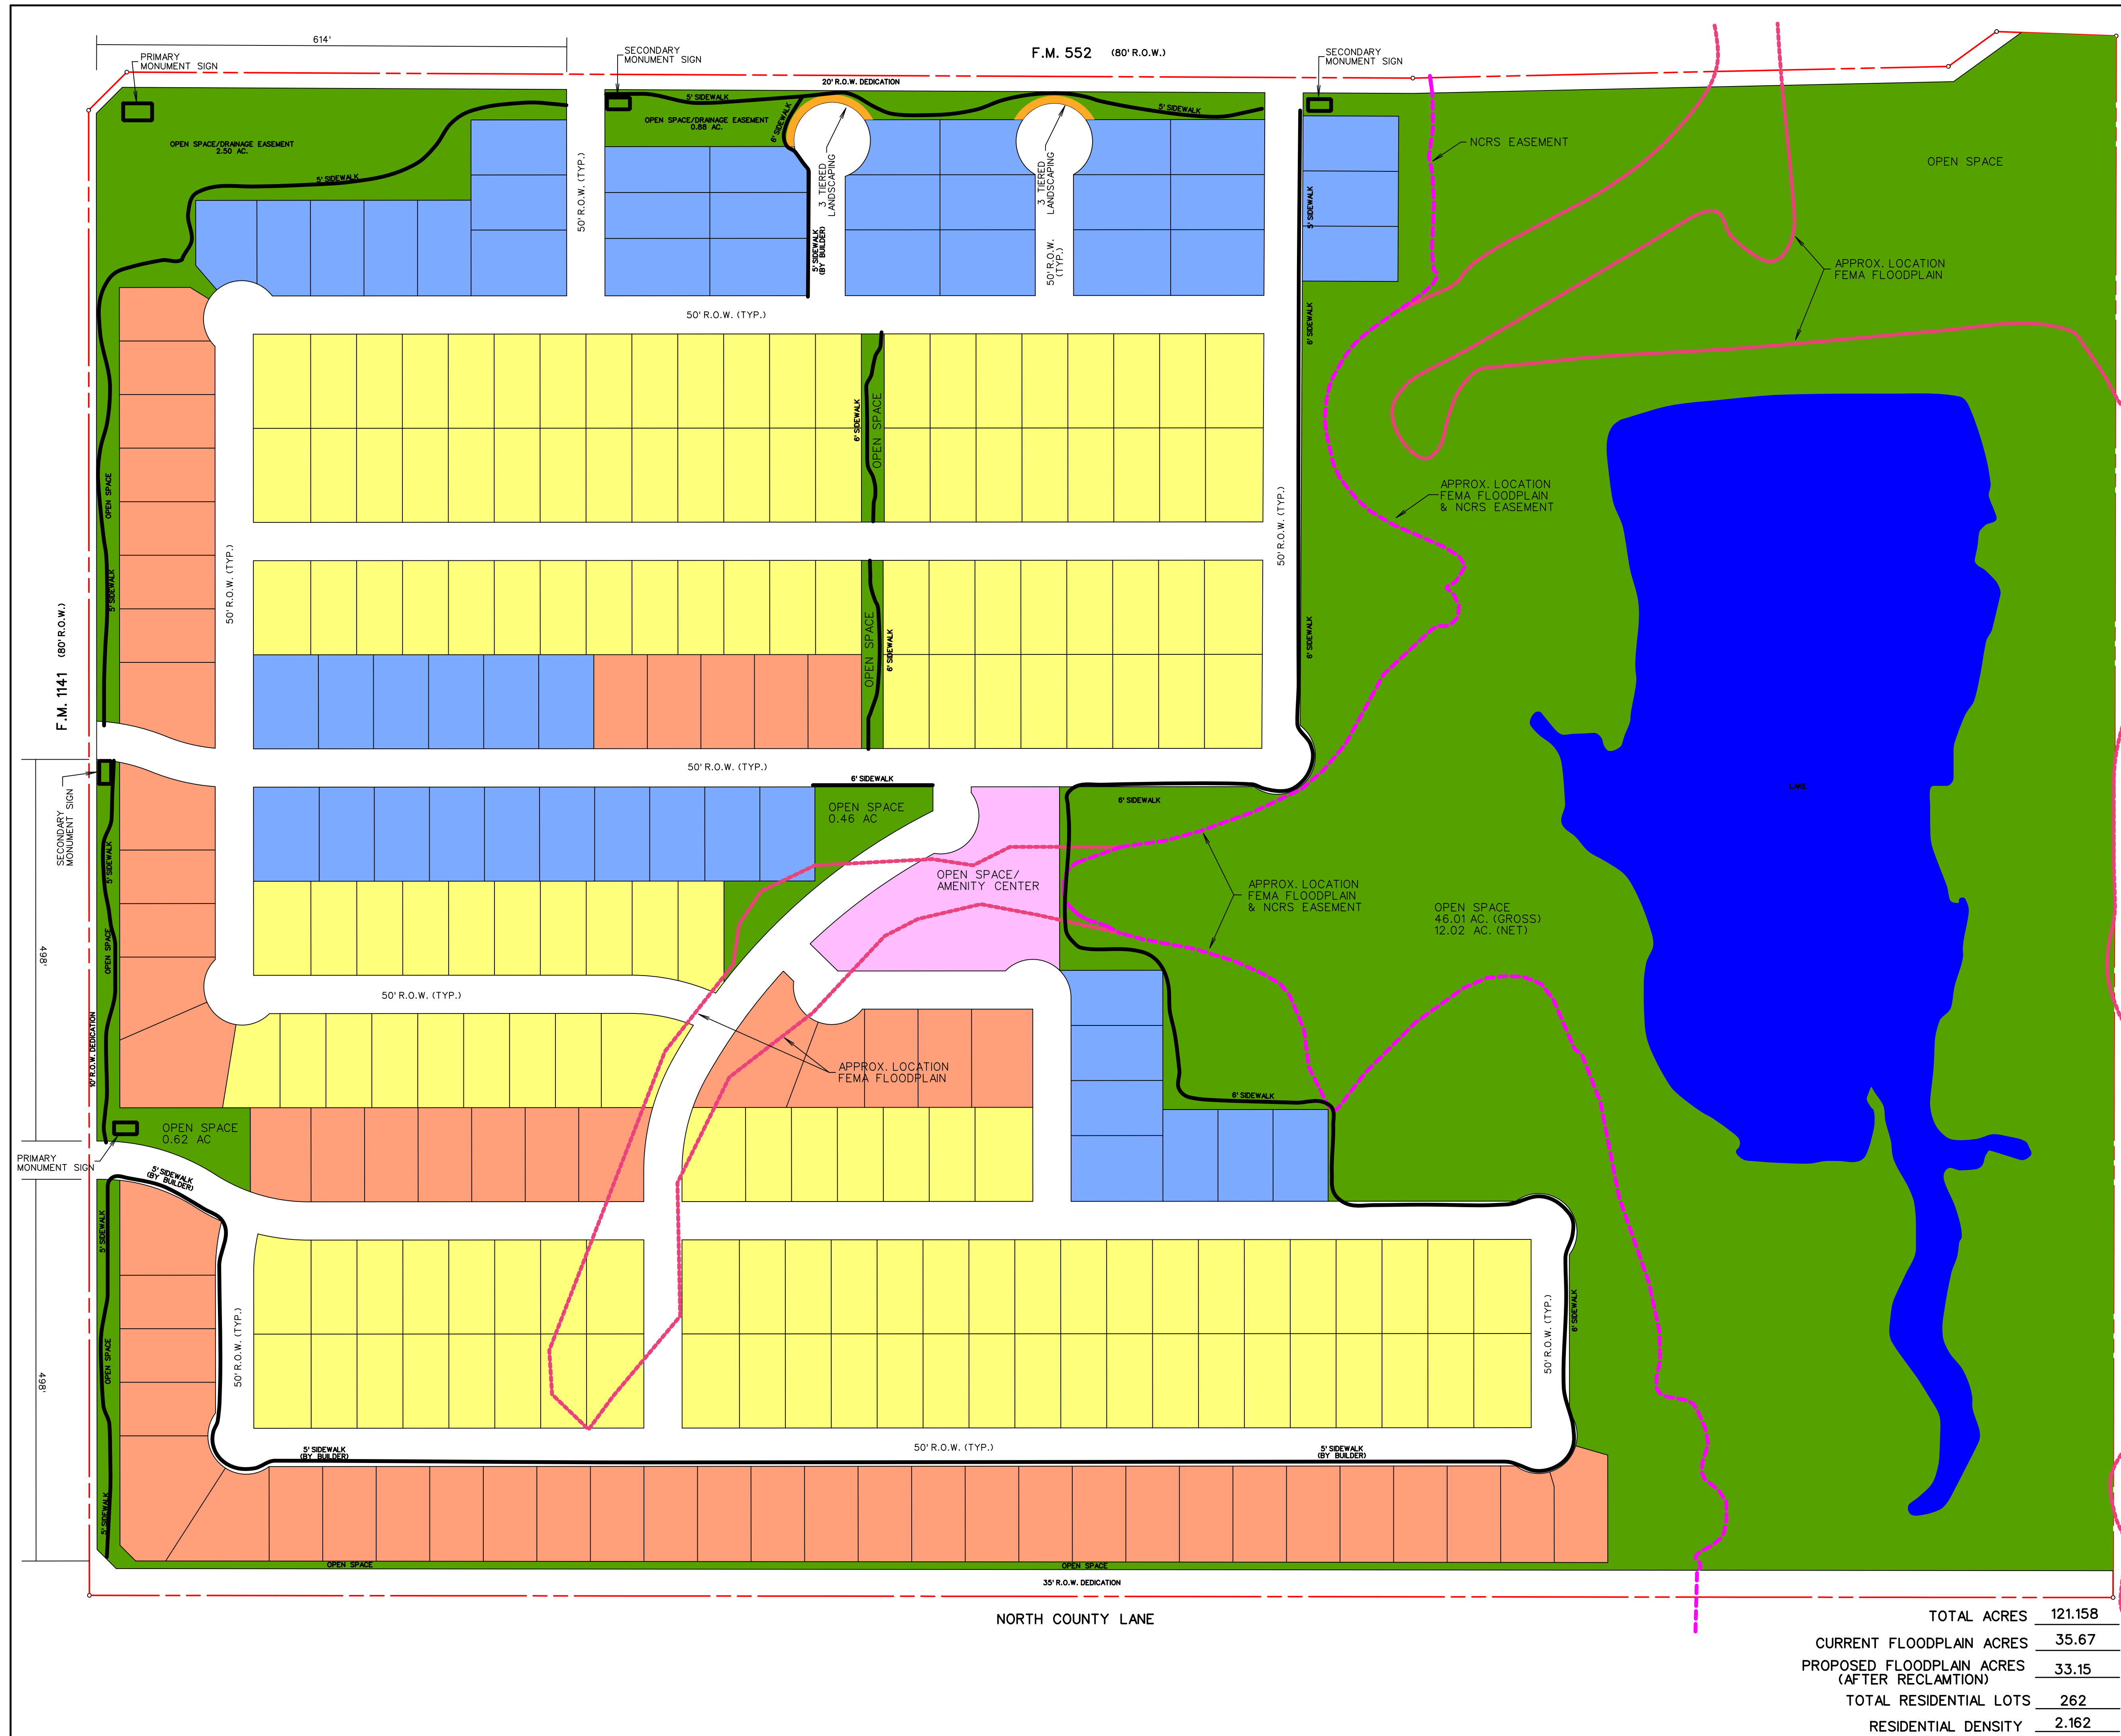 614'
PRIMARY
MONUMENT SIGN
SECONDARY
MONUMENT SIGN
F.M. 552 (80' R.O.W.)
SECONDARY
MONUMENT SIGN
20' R.O.W. DEDICATION
5' SIDEWALK
5' SIDEWALK
OPEN SPACE/DRAINAGE EASEMENT
0.88 AC.
6' SIDEWALK
OPEN SPACE/DRAINAGE EASEMENT
2.50 AC.
5' SIDEWALK
50' R.O.W. (TYP.)
3 TIERED
LANDSCAPING
3 TIERED
LANDSCAPING
5' SIDEWALK
(BY BUILDER)
50' R.O.W.
(TYP.)
5' SIDEWALK
NCRS EASEMENT
OPEN SPACE
APPROX. LOCATION
FEMA FLOODPLAIN
50' R.O.W. (TYP.)
6' SIDEWALK
6' SIDEWALK
OPEN SPACE
OPEN SPACE
5' SIDEWALK
50' R.O.W. (TYP.)
50' R.O.W. (TYP.)
APPROX. LOCATION
FEMA FLOODPLAIN
& NCRS EASEMENT
F.M. 1141 (80' R.O.W.)
OPEN SPACE
6' SIDEWALK
6' SIDEWALK
50' R.O.W. (TYP.)
6' SIDEWALK
SECONDARY
MONUMENT SIGN
OPEN SPACE
0.46 AC
6' SIDEWALK
LAKE
5' SIDEWALK
OPEN SPACE/
AMENITY CENTER
APPROX. LOCATION
FEMA FLOODPLAIN
& NCRS EASEMENT
OPEN SPACE
46.01 AC. (GROSS)
12.02 AC. (NET)
498'
OPEN SPACE
50' R.O.W. (TYP.)
10' R.O.W. DEDICATION
APPROX. LOCATION
FEMA FLOODPLAIN
6' SIDEWALK
OPEN SPACE
0.62 AC
PRIMARY
MONUMENT SIGN
5' SIDEWALK
(BY BUILDER)
5' SIDEWALK
498'
OPEN SPACE
50' R.O.W. (TYP.)
50' R.O.W. (TYP.)
6' SIDEWALK
5' SIDEWALK
(BY BUILDER)
50' R.O.W. (TYP.)
5' SIDEWALK
(BY BUILDER)
5' SIDEWALK
OPEN SPACE
OPEN SPACE
35' R.O.W. DEDICATION
NORTH COUNTY LANE
TOTAL ACRES 121.158
CURRENT FLOODPLAIN ACRES 35.67
PROPOSED FLOODPLAIN ACRES 33.15
(AFTER RECLAMTION)
TOTAL RESIDENTIAL LOTS 262
RESIDENTIAL DENSITY 2.162